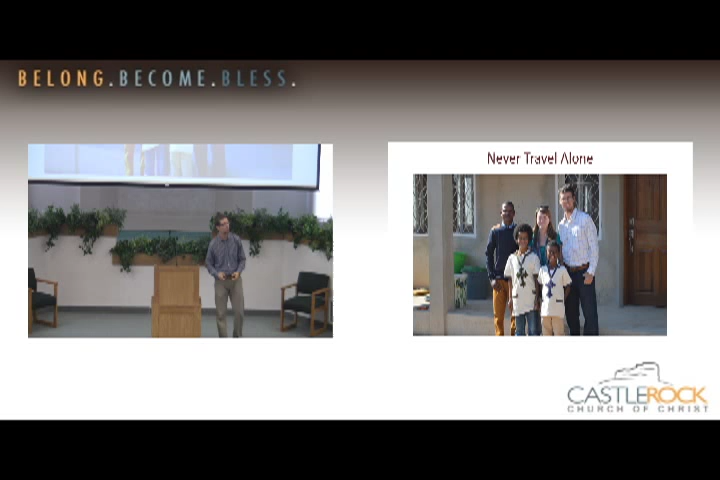 BELONG.BECOME.BLESS.
Never Travel Alone
CASTLEROCK
CHURCH OF CHRIST